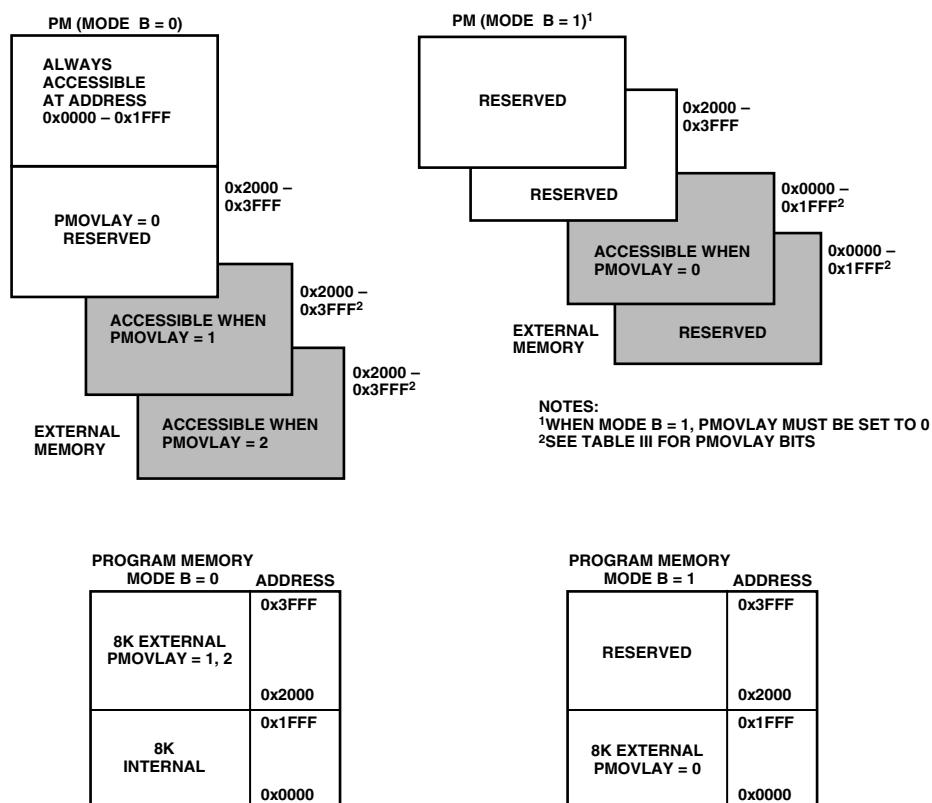 PM (MODE B = 0)
ALWAYS
ACCESSIBLE
AT ADDRESS
0x0000 – 0x1FFF
PMOVLAY = 0
RESERVED
0x2000 –
0x3FFF
ACCESSIBLE WHEN
PMOVLAY = 1
0x2000 –
0x3FFF²
ACCESSIBLE WHEN
PMOVLAY = 2
0x2000 –
0x3FFF²
EXTERNAL
MEMORY
PM (MODE B = 1)¹
RESERVED
RESERVED
0x2000 –
0x3FFF
ACCESSIBLE WHEN
PMOVLAY = 0
0x0000 –
0x1FFF²
RESERVED
0x0000 –
0x1FFF²
EXTERNAL
MEMORY
NOTES:
¹WHEN MODE B = 1, PMOVLAY MUST BE SET TO 0
²SEE TABLE III FOR PMOVLAY BITS
PROGRAM MEMORY
MODE B = 0 ADDRESS
8K EXTERNAL
PMOVLAY = 1, 2
0x3FFF
0x2000
8K
INTERNAL
0x1FFF
0x0000
PROGRAM MEMORY
MODE B = 1 ADDRESS
RESERVED
0x3FFF
0x2000
8K EXTERNAL
PMOVLAY = 0
0x1FFF
0x0000